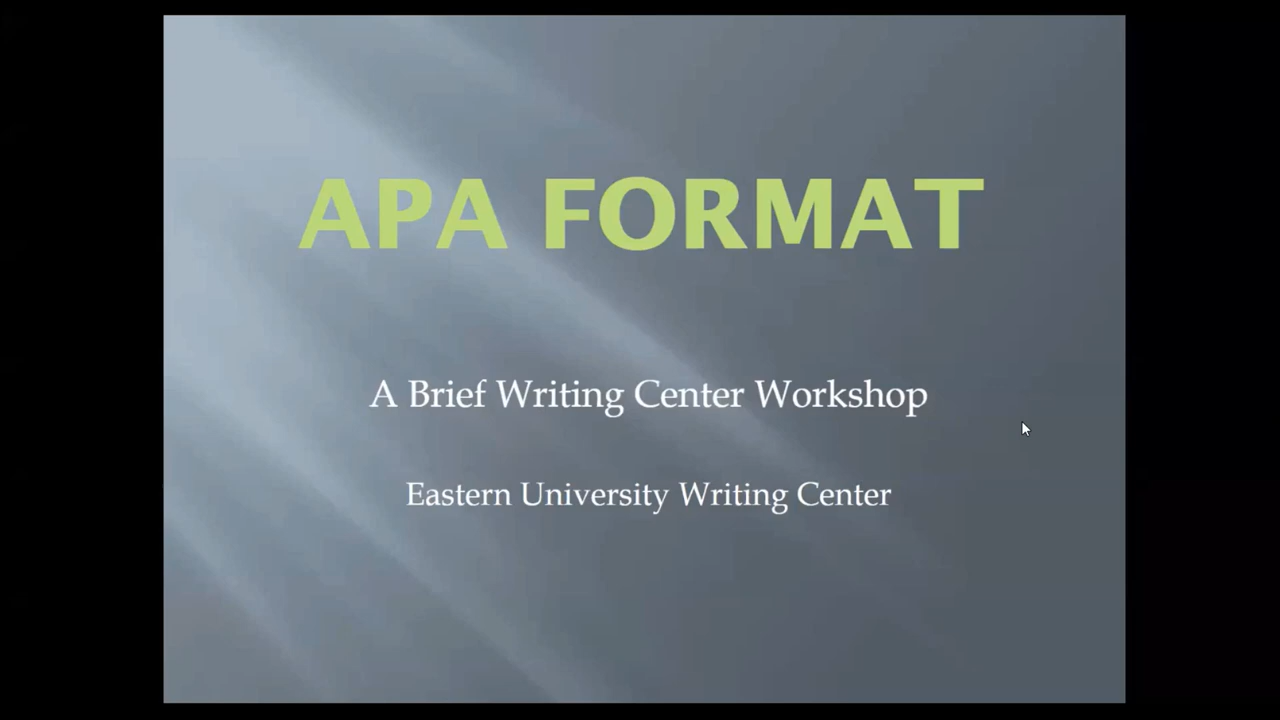 APA FORMAT
A Brief Writing Center Workshop
Eastern University Writing Center